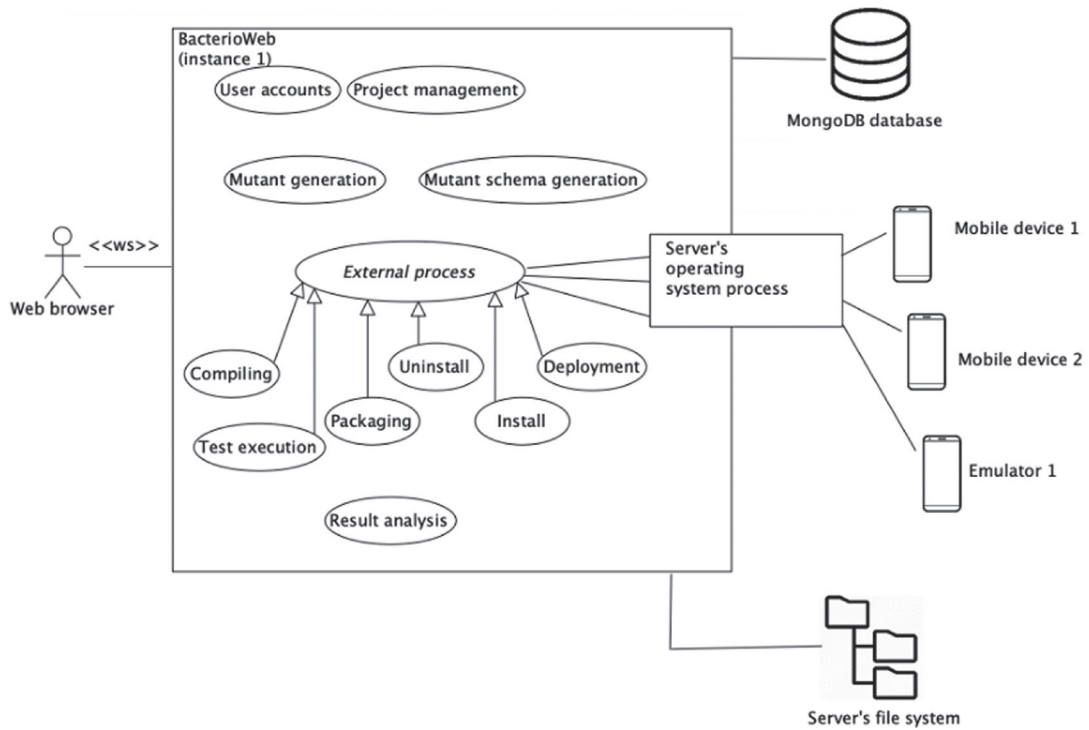 BacterioWeb
(instance 1)
User accounts
Project management
MongoDB database
Mutant generation
Mutant schema generation
<<ws>>
Web browser
External process
Server's
operating
system process
Mobile device 1
Mobile device 2
Emulator 1
Compiling
Uninstall
Deployment
Packaging
Install
Test execution
Result analysis
Server's file system